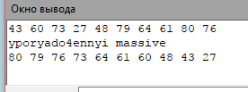 Окно вывода
43 60 73 27 48 79 64 61 80 76
yporyado4ennyi massive
80 79 76 73 64 61 60 48 43 27